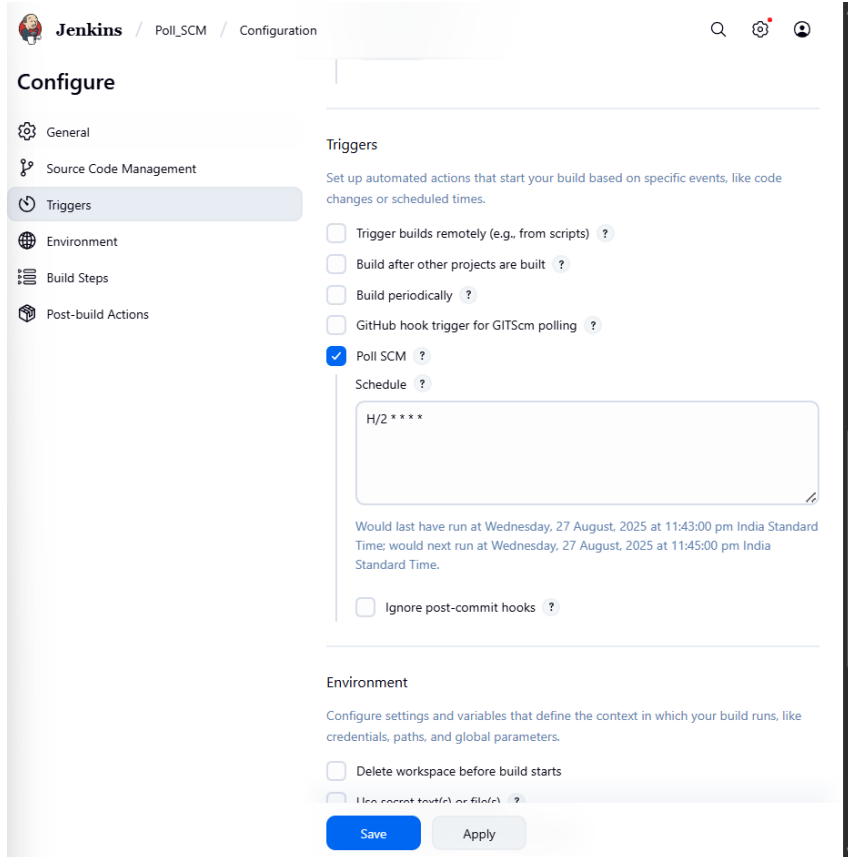 Jenkins / Poll_SCM / Configuration
Configure
General
Source Code Management
Triggers
Environment
Build Steps
Post-build Actions
Triggers
Set up automated actions that start your build based on specific events, like code
changes or scheduled times.
Trigger builds remotely (e.g., from scripts) ?
Build after other projects are built ?
Build periodically ?
GitHub hook trigger for GITScm polling ?
Poll SCM ?
Schedule ?
H/2 * * * *
Would last have run at Wednesday, 27 August, 2025 at 11:43:00 pm India Standard
Time; would next run at Wednesday, 27 August, 2025 at 11:45:00 pm India
Standard Time.
Ignore post-commit hooks ?
Environment
Configure settings and variables that define the context in which your build runs, like
credentials, paths, and global parameters.
Delete workspace before build starts
Use secret text(s) or file(s) ?
Save
Apply